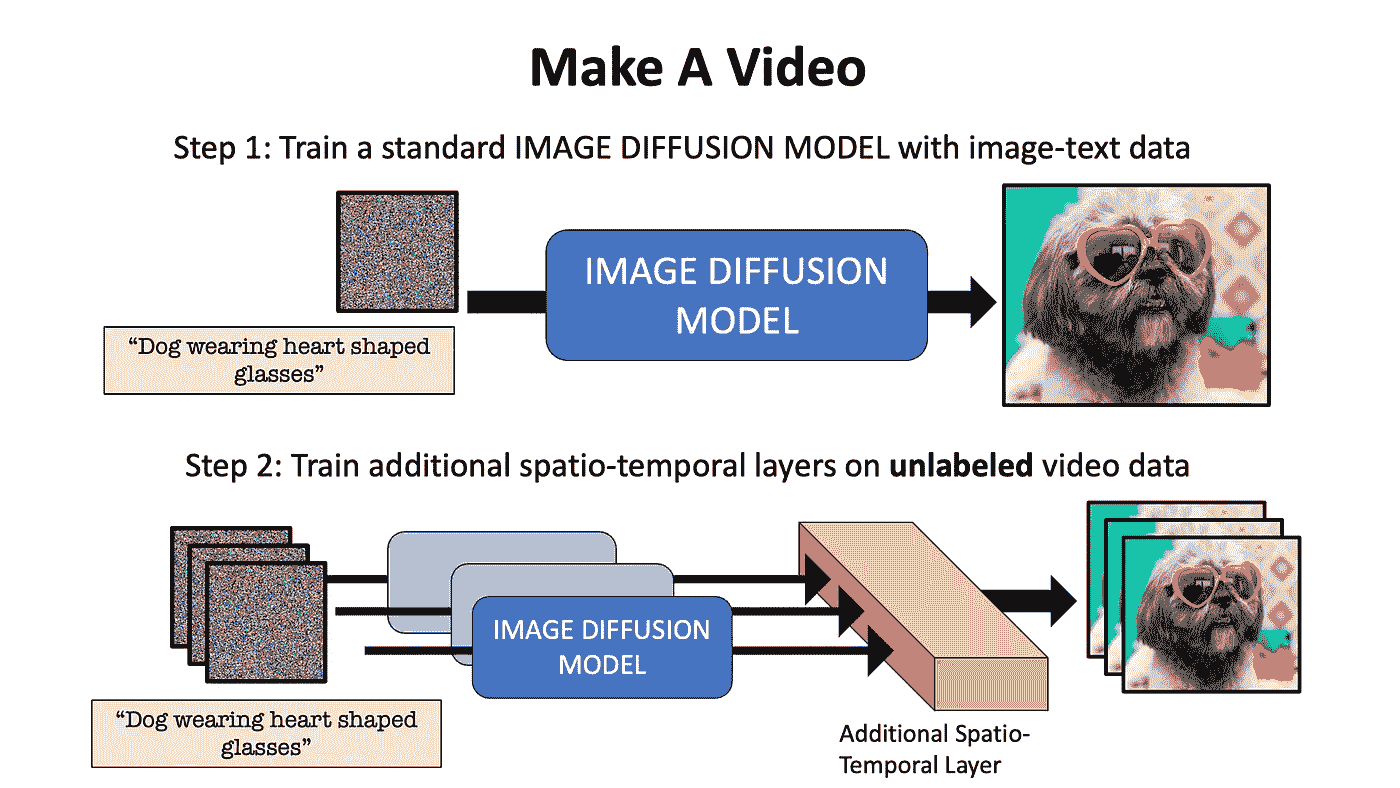 Make A Video
Step 1: Train a standard IMAGE DIFFUSION MODEL with image-text data
IMAGE DIFFUSION
MODEL
“Dog wearing heart shaped
glasses”
Step 2: Train additional spatio-temporal layers on unlabeled video data
IMAGE DIFFUSION
MODEL
“Dog wearing heart shaped
glasses”
Additional Spatio-
Temporal Layer